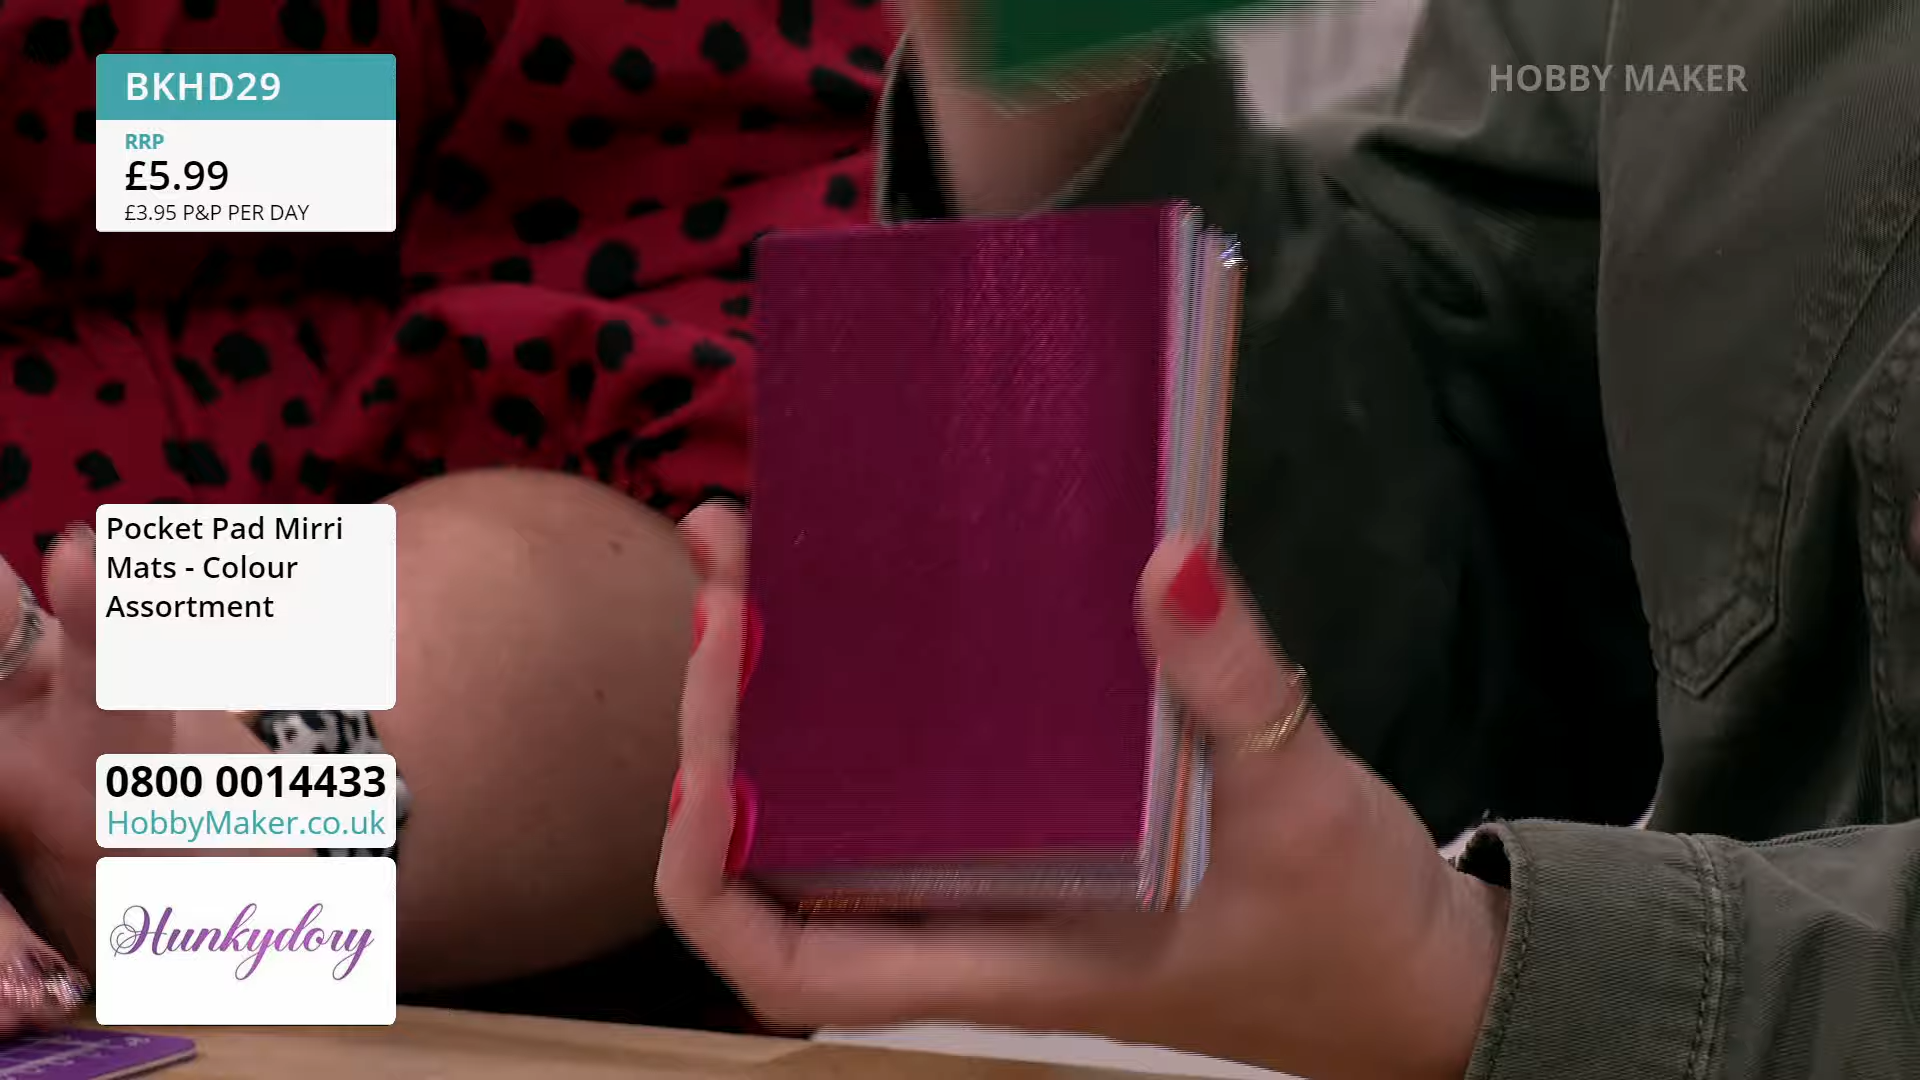 BKHD29
RRP
£5.99
£3.95 P&P PER DAY
HOBBY MAKER
Pocket Pad Mirri
Mats - Colour
Assortment
0800 0014433
HobbyMaker.co.uk
Hunkydory